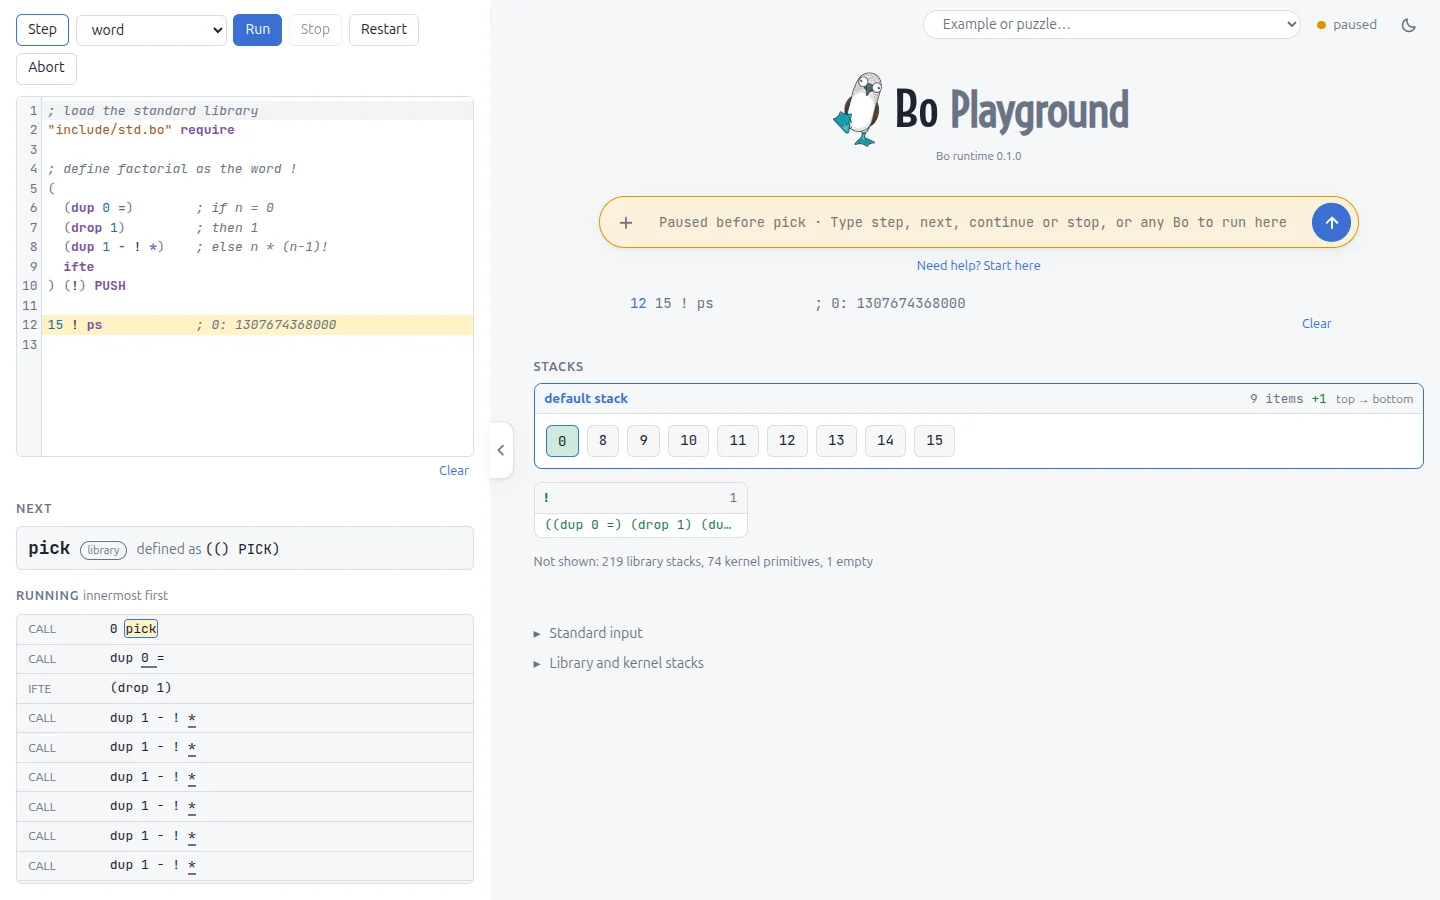 Step word Run Stop Restart
Abort
1 ; load the standard library
2 "include/std.bo" require
3
4 ; define factorial as the word !
5 (
6 (dup 0 =) ; if n = 0
7 (drop 1) ; then 1
8 (dup 1 - ! *) ; else n * (n-1)!
9 ifte
10 ) (!) PUSH
11
12 15 ! ps ; 0: 1307674368000
13
Clear
NEXT
pick library defined as (() PICK)
RUNNING innermost first
CALL 0 pick
CALL dup 0 =
IFTE (drop 1)
CALL dup 1 - ! *
CALL dup 1 - ! *
CALL dup 1 - ! *
CALL dup 1 - ! *
CALL dup 1 - ! *
CALL dup 1 - ! *
Example or puzzle... paused
Bo Playground
Bo runtime 0.1.0
+ Paused before pick · Type step, next, continue or stop, or any Bo to run here
Need help? Start here
12 15 ! ps ; 0: 1307674368000
Clear
STACKS
default stack 9 items +1 top → bottom
0 8 9 10 11 12 13 14 15
! 1
((dup 0 =) (drop 1) (du…
Not shown: 219 library stacks, 74 kernel primitives, 1 empty
▸ Standard input
▸ Library and kernel stacks